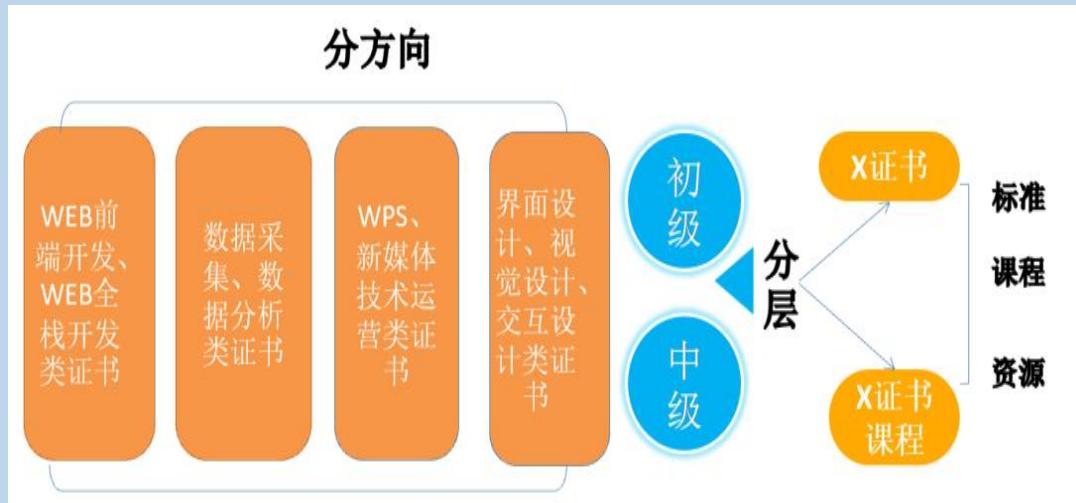 分方向
WEB前
端开发、
WEB全
栈开发
类证书
数据采
集、数
据分析
类证书
WPS、
新媒体
技术运
营类证
书
界面设
计、视
觉设计、
交互设
计类证
书
初
级
中
级
分
层
X证书
X证书
课程
标准
课程
资源